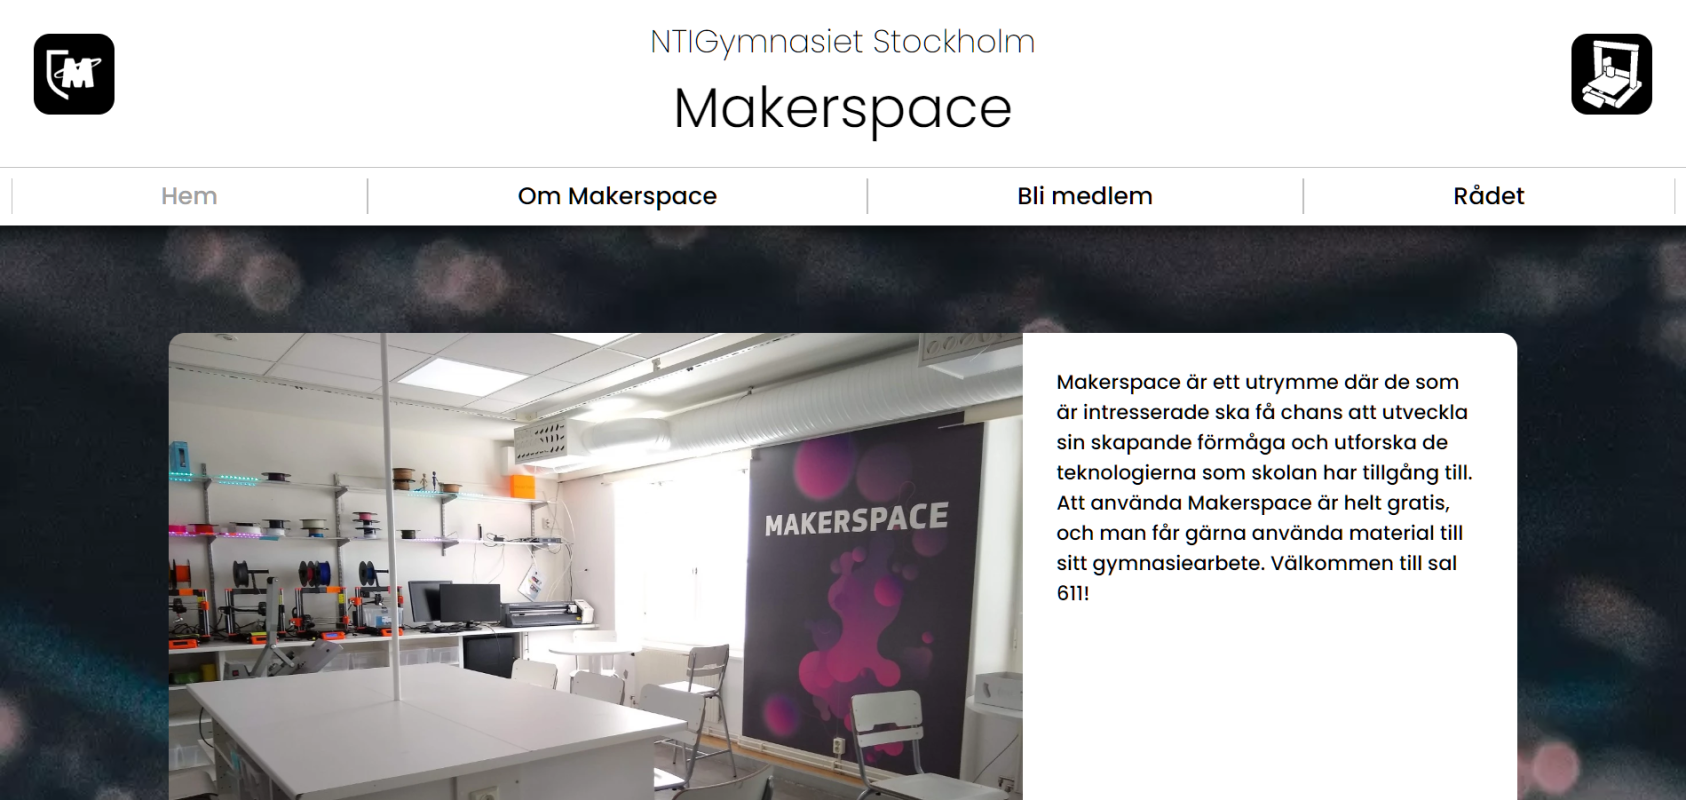 NTIGymnasiet Stockholm
Makerspace
Hem
Om Makerspace
Bli medlem
Rådet
MAKERSPACE
Makerspace är ett utrymme där de som
är intresserade ska få chans att utveckla
sin skapande förmåga och utforska de
teknologierna som skolan har tillgång till.
Att använda Makerspace är helt gratis,
och man får gärna använda material till
sitt gymnasiearbete. Välkommen till sal
611!